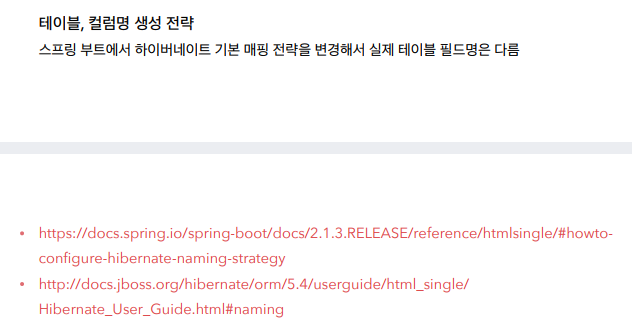 테이블, 컬럼명 생성 전략
스프링 부트에서 하이버네이트 기본 매핑 전략을 변경해서 실제 테이블 필드명은 다름
• https://docs.spring.io/spring-boot/docs/2.1.3.RELEASE/reference/htmlsingle/#howto-
configure-hibernate-naming-strategy
• http://docs.jboss.org/hibernate/orm/5.4/userguide/html_single/
Hibernate_User_Guide.html#naming